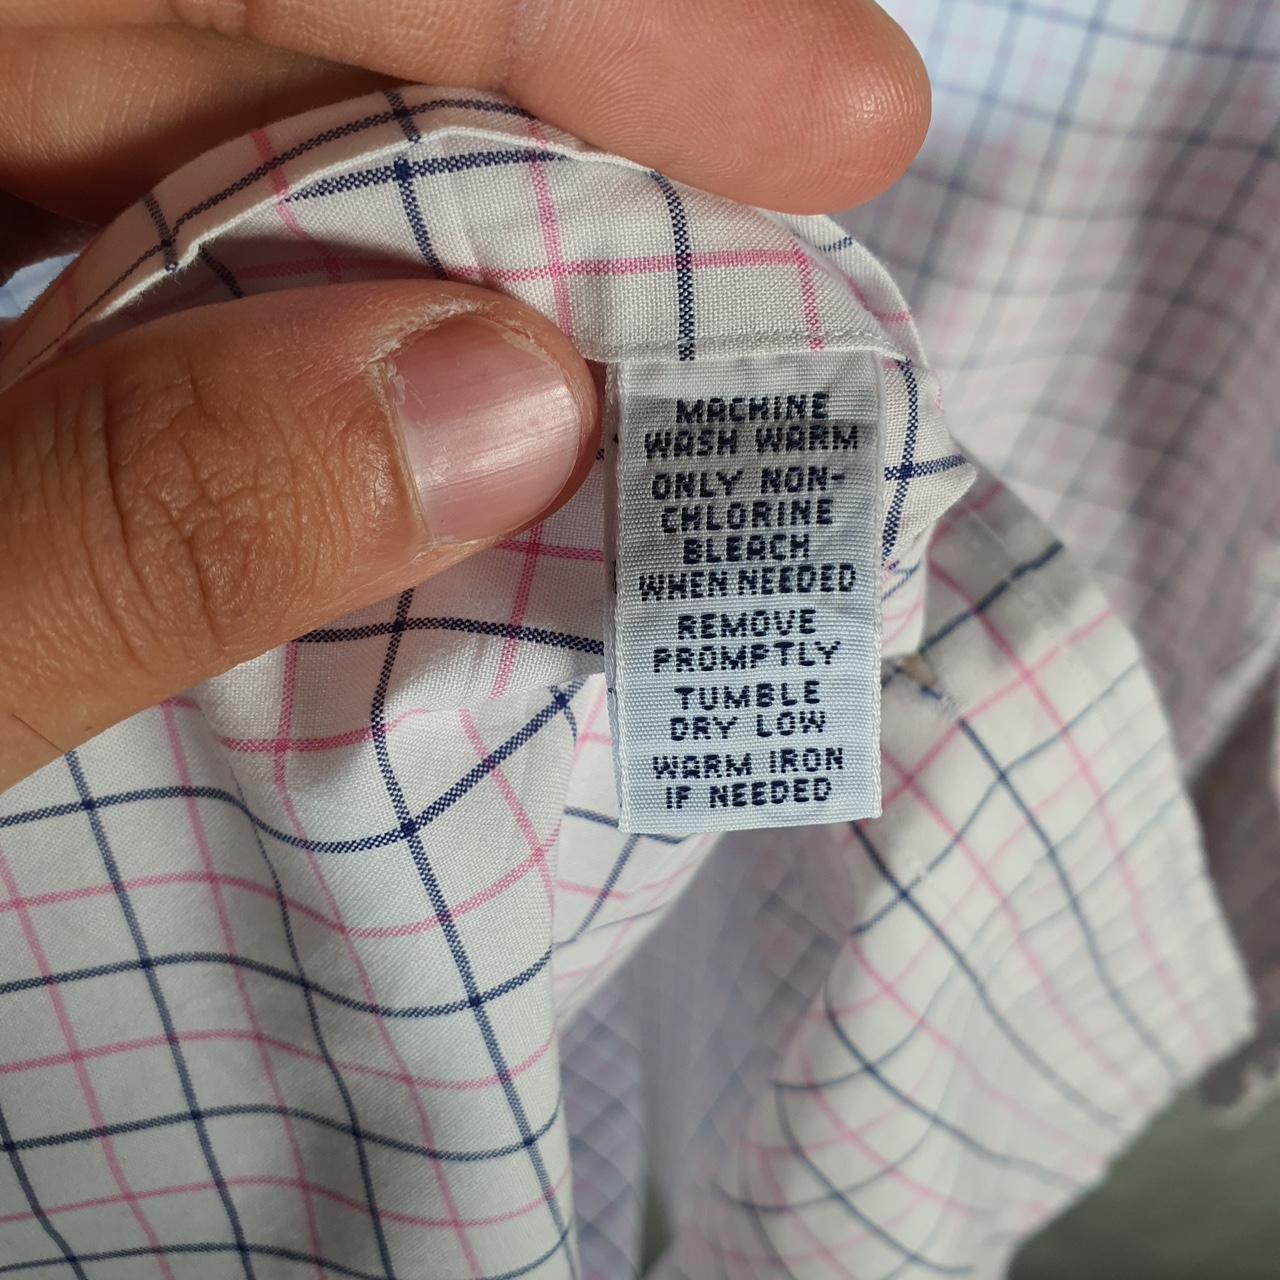 MACHINE
WASH WARM
ONLY NON-
CHLORINE
BLEACH
WHEN NEEDED
REMOVE
PROMPTLY
TUMBLE
DRY LOW
WARM IRON
IF NEEDED